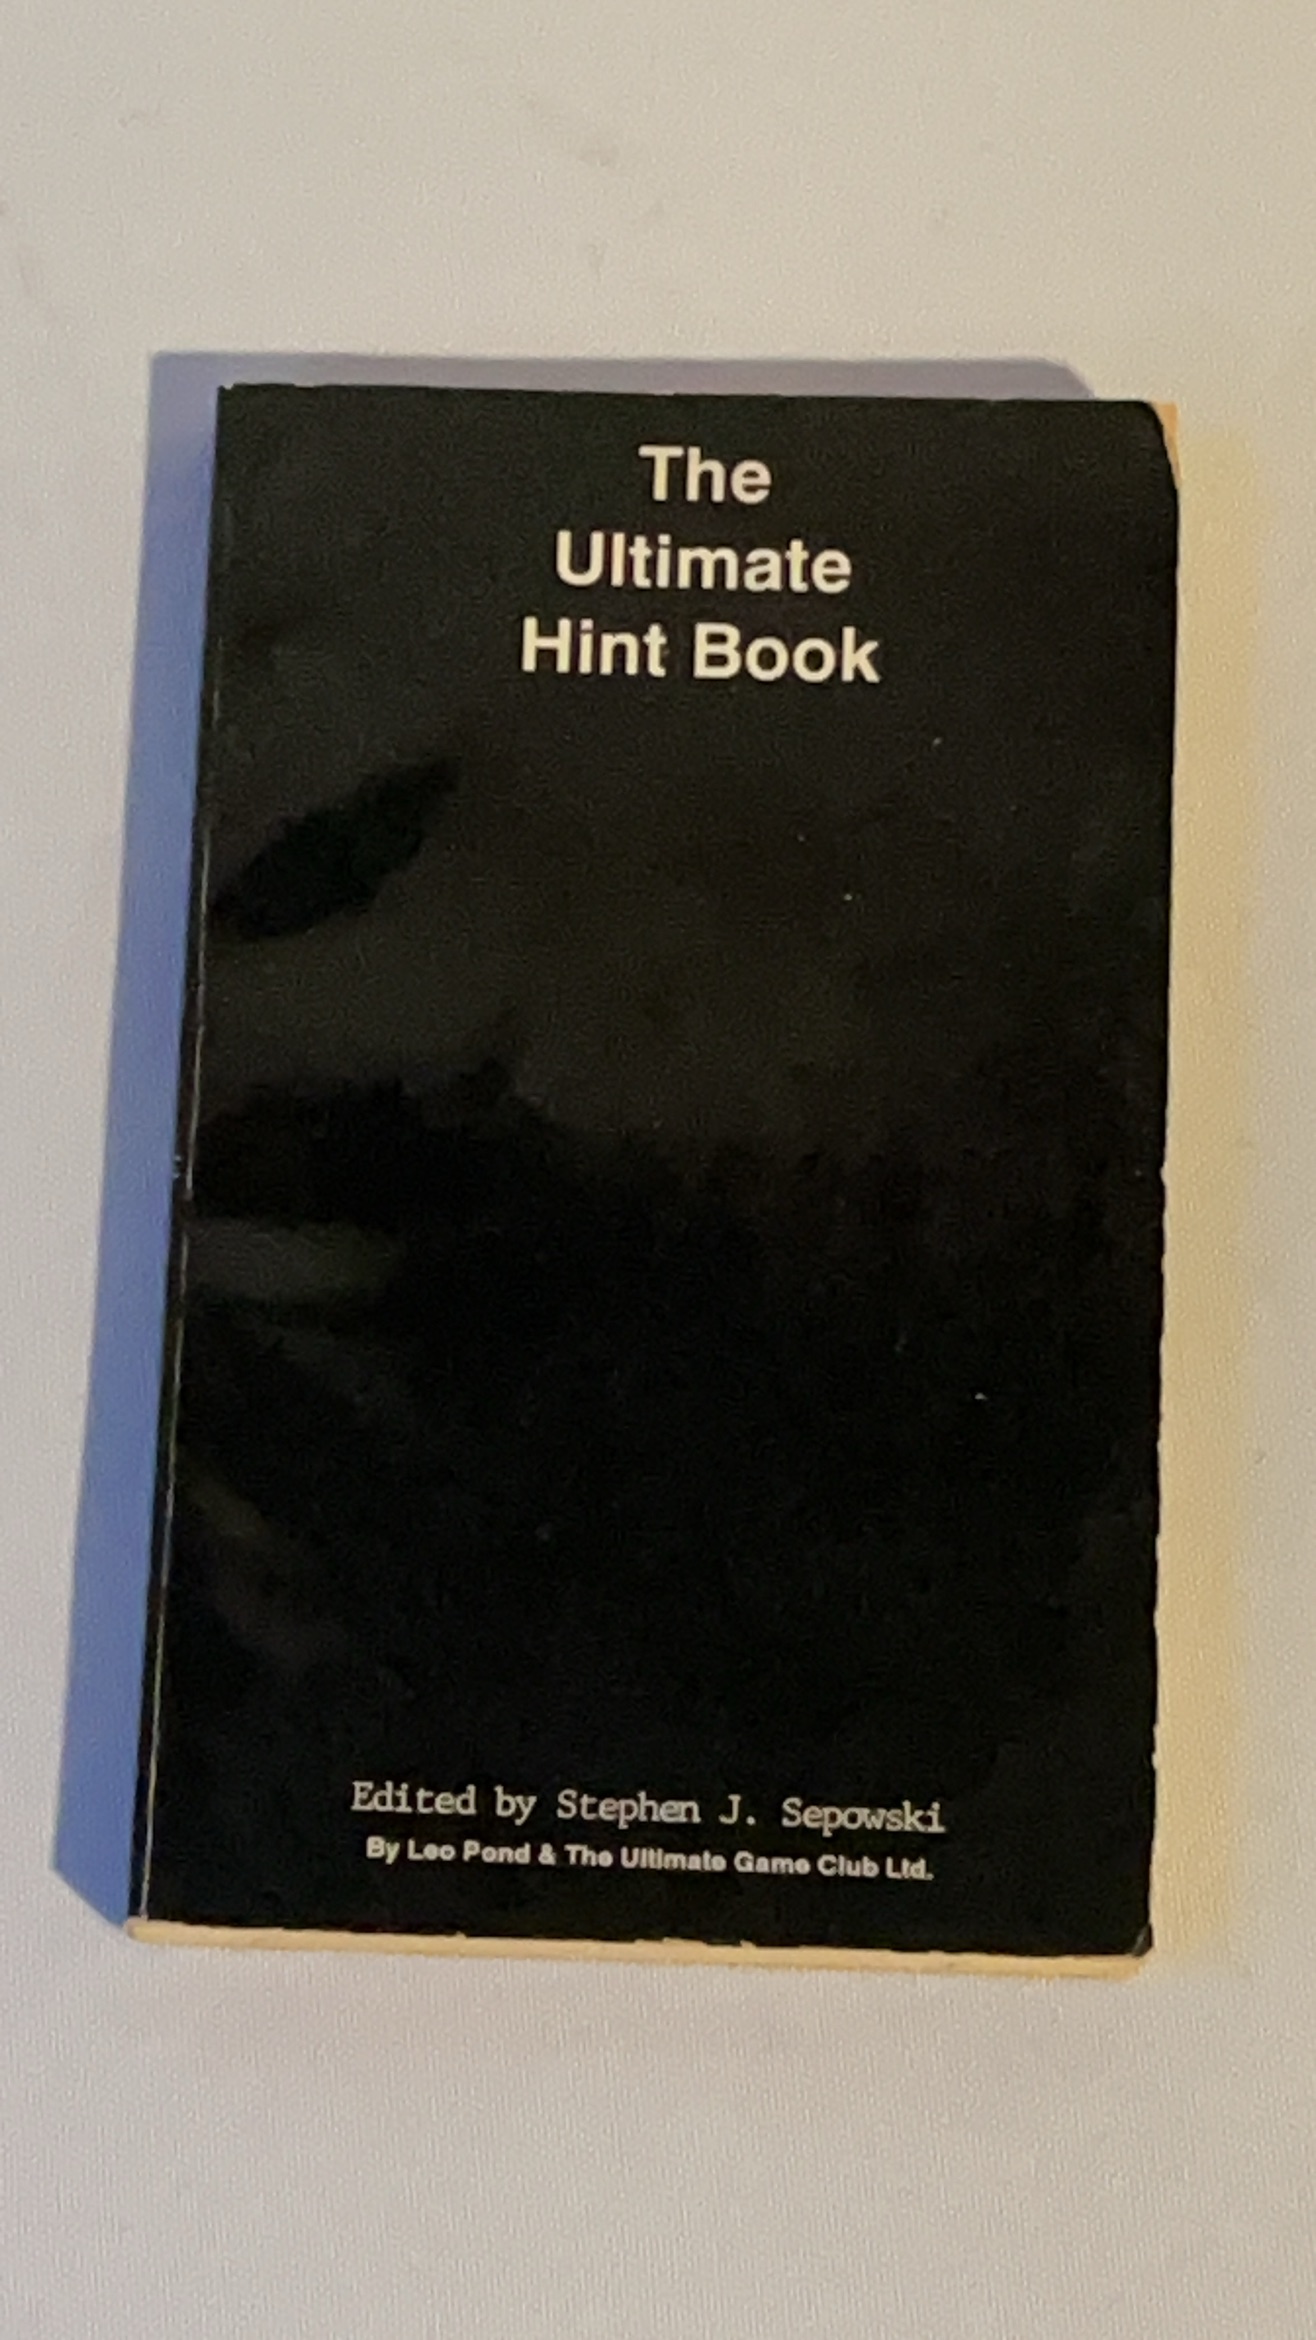 The
Ultimate
Hint Book
Edited by Stephen J. Sepowski
By Leo Pond & The Ultimate Game Club Ltd.